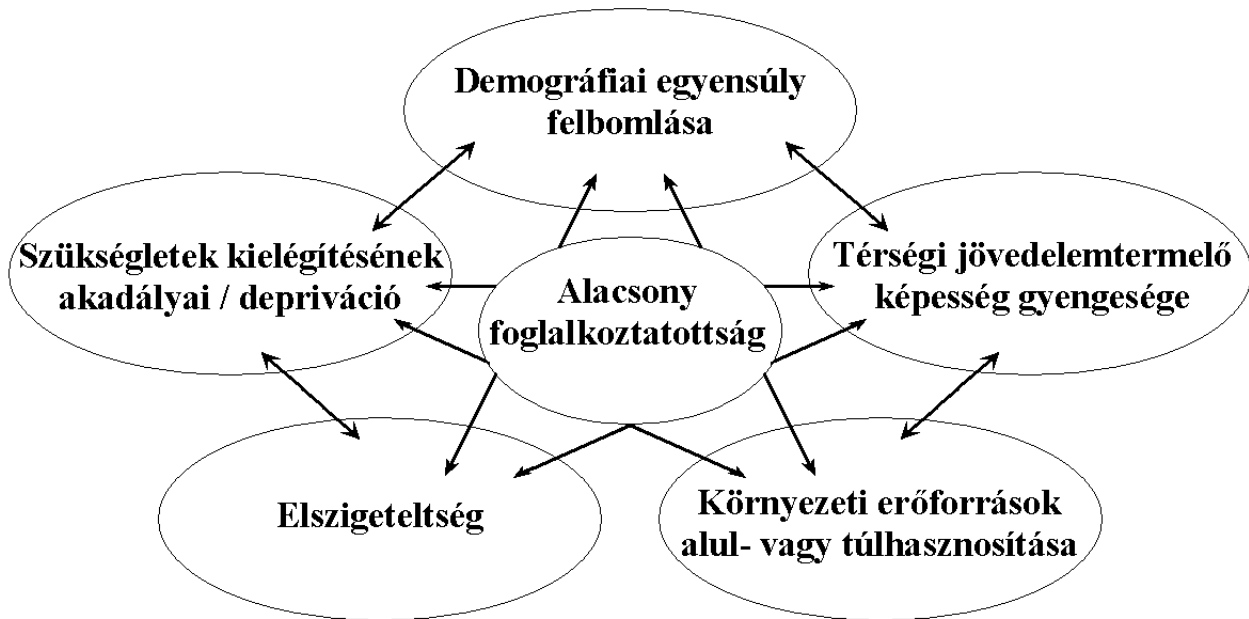 Demográfiai egyensúly
felbomlása
Szükségletek kielégítésének
akadályai / depriváció
Alacsony
foglalkoztatottság
Térségi jövedelemtermelő
képesség gyengesége
Elszigeteltség
Környezeti erőforrások
alul- vagy túlhasznosítása